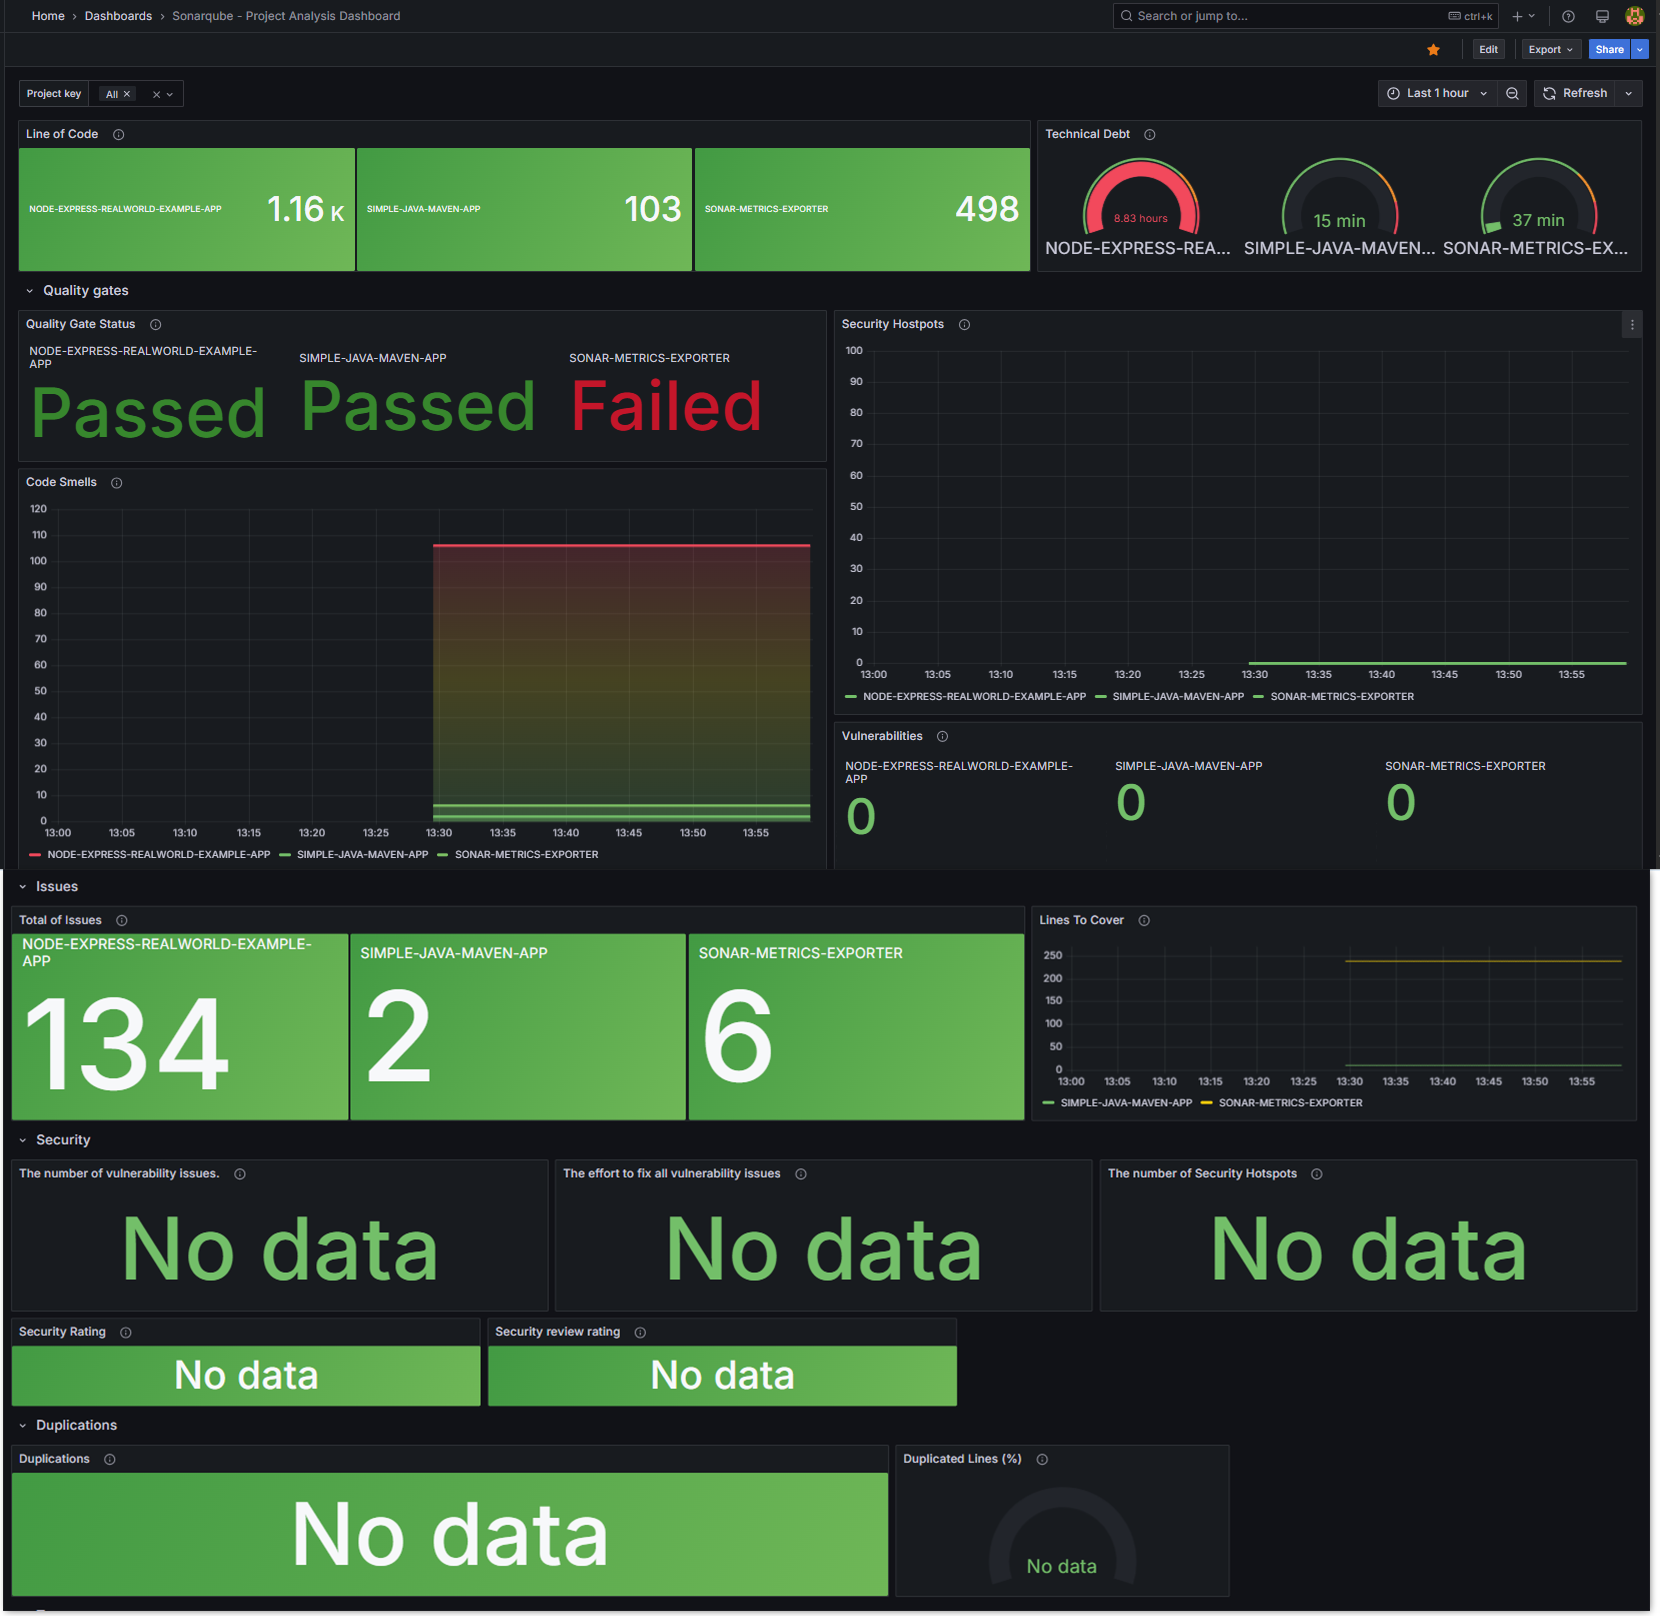 Home › Dashboards › Sonarqube - Project Analysis Dashboard
Search or jump to... ctrl+k
Edit Export Share
Project key All
Last 1 hour Refresh
Line of Code
NODE-EXPRESS-REALWORLD-EXAMPLE-APP 1.16 K
SIMPLE-JAVA-MAVEN-APP 103
SONAR-METRICS-EXPORTER 498
Technical Debt
8.83 hours
NODE-EXPRESS-REA...
15 min
SIMPLE-JAVA-MAVEN...
37 min
SONAR-METRICS-EX...
Quality gates
Quality Gate Status
NODE-EXPRESS-REALWORLD-EXAMPLE-
APP
Passed
SIMPLE-JAVA-MAVEN-APP
Passed
SONAR-METRICS-EXPORTER
Failed
Security Hostpots
100
90
80
70
60
50
40
30
20
10
0
13:00 13:05 13:10 13:15 13:20 13:25 13:30 13:35 13:40 13:45 13:50 13:55
NODE-EXPRESS-REALWORLD-EXAMPLE-APP SIMPLE-JAVA-MAVEN-APP SONAR-METRICS-EXPORTER
Code Smells
120
110
100
90
80
70
60
50
40
30
20
10
0
13:00 13:05 13:10 13:15 13:20 13:25 13:30 13:35 13:40 13:45 13:50 13:55
NODE-EXPRESS-REALWORLD-EXAMPLE-APP SIMPLE-JAVA-MAVEN-APP SONAR-METRICS-EXPORTER
Vulnerabilities
NODE-EXPRESS-REALWORLD-EXAMPLE-
APP
0
SIMPLE-JAVA-MAVEN-APP
0
SONAR-METRICS-EXPORTER
0
Issues
Total of Issues
NODE-EXPRESS-REALWORLD-EXAMPLE-
APP
134
SIMPLE-JAVA-MAVEN-APP
2
SONAR-METRICS-EXPORTER
6
Lines To Cover
250
200
150
100
50
0
13:00 13:05 13:10 13:15 13:20 13:25 13:30 13:35 13:40 13:45 13:50 13:55
SIMPLE-JAVA-MAVEN-APP SONAR-METRICS-EXPORTER
Security
The number of vulnerability issues.
No data
The effort to fix all vulnerability issues
No data
The number of Security Hotspots
No data
Security Rating
No data
Security review rating
No data
Duplications
Duplications
No data
Duplicated Lines (%)
No data